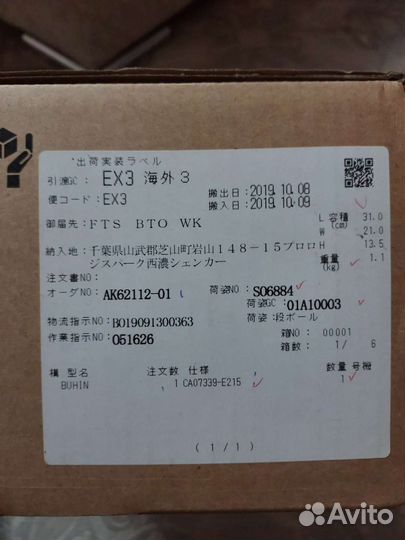 出荷実装ラベル
引渡GC: EX3 海外3
便コード: EX3
搬出日: 2019.10.08
搬入日: 2019.10.09
御届先: FTS BTO WK
L 容積 31.0
W (cm) 21.0
H 13.5
重量 (kg) 1.1
納入地: 千葉県山武郡芝山町岩山148-15プロロ
ジスパーク西濃シェンカー
注文書NO:
オーダNO: AK62112-01
荷姿NO: S06884
荷姿GC: 01A10003
物流指示NO: B019091300363
荷姿:段ボール
作業指示NO: 051626
箱NO: 00001
箱数: 1/ 6
機型名 注文数 仕様 数量 号機
BUHIN 1 CA07339-E215 1
(1/1)
Avito